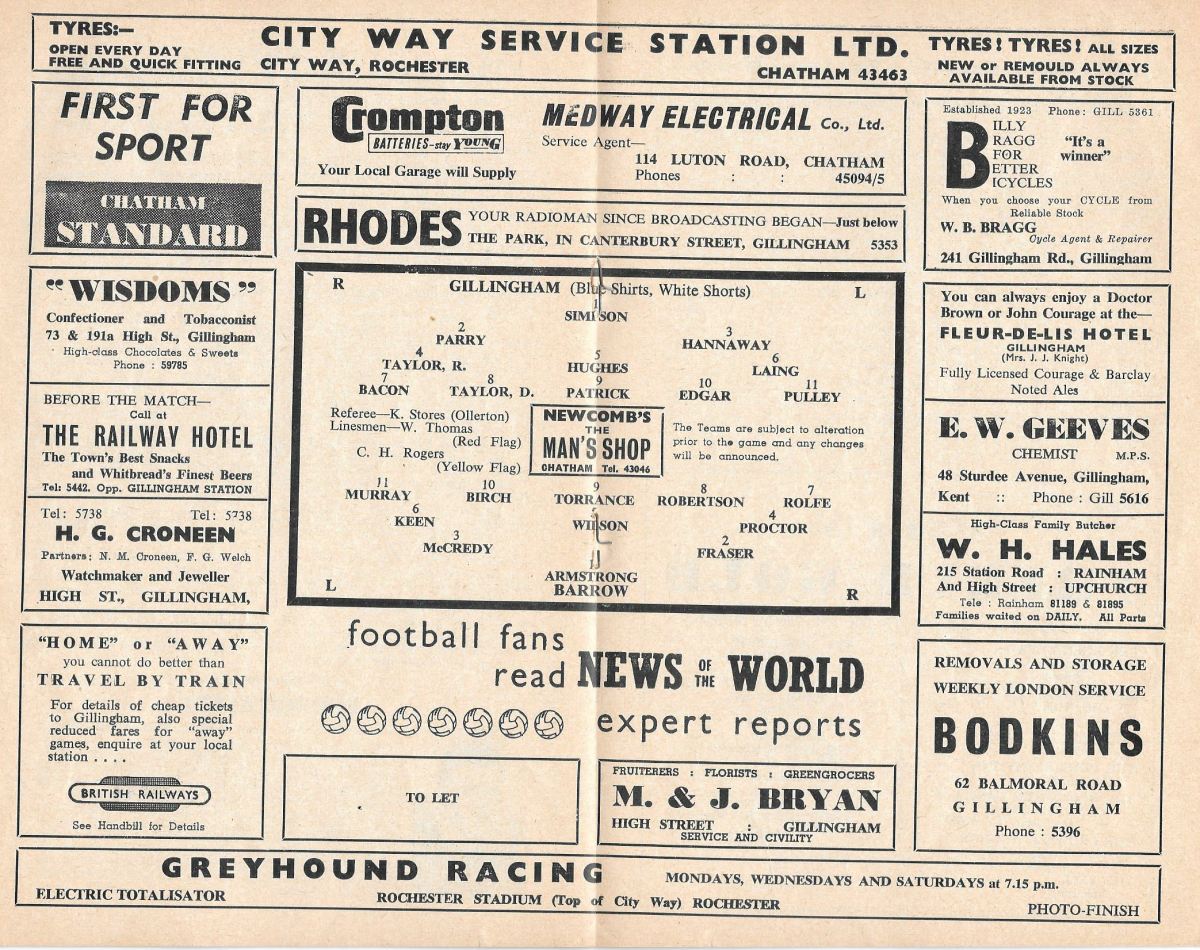 TYRES:—
OPEN EVERY DAY
FREE AND QUICK FITTING
CITY WAY SERVICE STATION LTD.
CITY WAY, ROCHESTER
CHATHAM 43463
TYRES! TYRES! ALL SIZES
NEW or REMOULD ALWAYS
AVAILABLE FROM STOCK
FIRST FOR
SPORT
CHATHAM
STANDARD
Crompton
BATTERIES-stay YOUNG
Your Local Garage will Supply
MEDWAY ELECTRICAL Co., Ltd.
Service Agent—
114 LUTON ROAD, CHATHAM
Phones : : 45094/5
Established 1923 Phone: GILL 5361
BILLY
BRAGG
FOR
BETTER
BICYCLES
"It's a
winner"
When you choose your CYCLE from
Reliable Stock
W. B. BRAGG
Cycle Agent & Repairer
241 Gillingham Rd., Gillingham
RHODES
YOUR RADIOMAN SINCE BROADCASTING BEGAN—Just below
THE PARK, IN CANTERBURY STREET, GILLINGHAM 5353
"WISDOMS"
Confectioner and Tobacconist
73 & 191a High St., Gillingham
High-class Chocolates & Sweets
Phone : 59785
BEFORE THE MATCH—
Call at
THE RAILWAY HOTEL
The Town's Best Snacks
and Whitbread's Finest Beers
Tel: 5442. Opp. GILLINGHAM STATION
Tel: 5738 Tel: 5738
H. G. CRONEEN
Partners: N. M. Croneen, F. G. Welch
Watchmaker and Jeweller
HIGH ST., GILLINGHAM,
"HOME" or "AWAY"
you cannot do better than
TRAVEL BY TRAIN
For details of cheap tickets
to Gillingham, also special
reduced fares for "away"
games, enquire at your local
station . . . .
BRITISH RAILWAYS
See Handbill for Details
R GILLINGHAM (Blue Shirts, White Shorts) L
1
SIMPSON
2 3
PARRY HANNAWAY
4 5 6
TAYLOR, R. HUGHES LAING
7 8 9 10 11
BACON TAYLOR, D. PATRICK EDGAR PULLEY
Referee—K. Stores (Ollerton)
Linesmen—W. Thomas
(Red Flag)
C. H. Rogers
(Yellow Flag)
NEWCOMB'S
THE
MAN'S SHOP
CHATHAM Tel. 43046
The Teams are subject to alteration
prior to the game and any changes
will be announced.
11 10 9 8 7
MURRAY BIRCH TORRANCE ROBERTSON ROLFE
6 5 4
KEEN WILSON PROCTOR
3 2
McCREDY FRASER
1
ARMSTRONG
L BARROW R
football fans
read NEWS OF THE WORLD
expert reports
TO LET
FRUITERERS : FLORISTS : GREENGROCERS
M. & J. BRYAN
HIGH STREET : GILLINGHAM
SERVICE AND CIVILITY
You can always enjoy a Doctor
Brown or John Courage at the—
FLEUR-DE-LIS HOTEL
GILLINGHAM
(Mrs. J. J. Knight)
Fully Licensed Courage & Barclay
Noted Ales
E. W. GEEVES
CHEMIST M.P.S.
48 Sturdee Avenue, Gillingham,
Kent :: Phone : Gill 5616
High-Class Family Butcher
W. H. HALES
215 Station Road : RAINHAM
And High Street : UPCHURCH
Tele : Rainham 81189 & 81895
Families waited on DAILY. All Parts
REMOVALS AND STORAGE
WEEKLY LONDON SERVICE
BODKINS
62 BALMORAL ROAD
GILLINGHAM
Phone : 5396
GREYHOUND RACING
MONDAYS, WEDNESDAYS AND SATURDAYS at 7.15 p.m.
ELECTRIC TOTALISATOR
ROCHESTER STADIUM (Top of City Way) ROCHESTER
PHOTO-FINISH